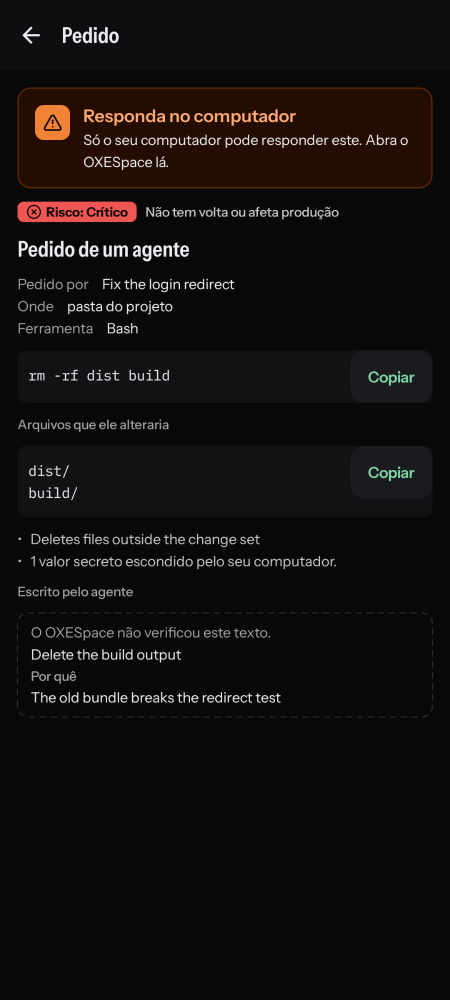 Pedido
Responda no computador
Só o seu computador pode responder este. Abra o
OXESpace lá.
Risco: Crítico Não tem volta ou afeta produção
Pedido de um agente
Pedido por Fix the login redirect
Onde pasta do projeto
Ferramenta Bash
rm -rf dist build Copiar
Arquivos que ele alteraria
dist/ Copiar
build/
• Deletes files outside the change set
• 1 valor secreto escondido pelo seu computador.
Escrito pelo agente
O OXESpace não verificou este texto.
Delete the build output
Por quê
The old bundle breaks the redirect test